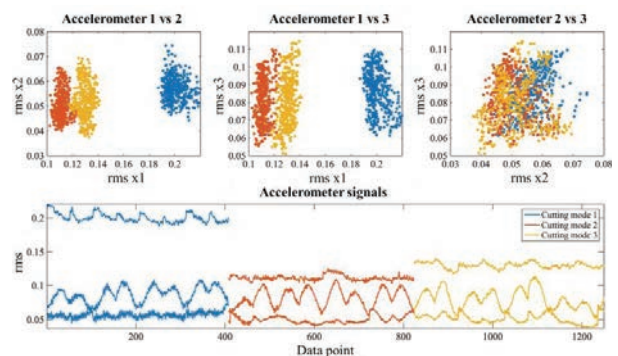 Accelerometer 1 vs 2
Accelerometer 1 vs 3
Accelerometer 2 vs 3
rms x2
0.08
0.07
0.06
0.05
0.04
0.03
0.1 0.12 0.14 0.16 0.18 0.2
rms x1
rms x3
0.11
0.1
0.09
0.08
0.07
0.06
0.05
0.1 0.12 0.14 0.16 0.18 0.2
rms x1
rms x3
0.11
0.1
0.09
0.08
0.07
0.06
0.05
0.03 0.04 0.05 0.06 0.07 0.08
rms x2
Accelerometer signals
rms
0.2
0.15
0.1
0.05
Cutting mode 1
Cutting mode 2
Cutting mode 3
200 400 600 800 1000 1200
Data point